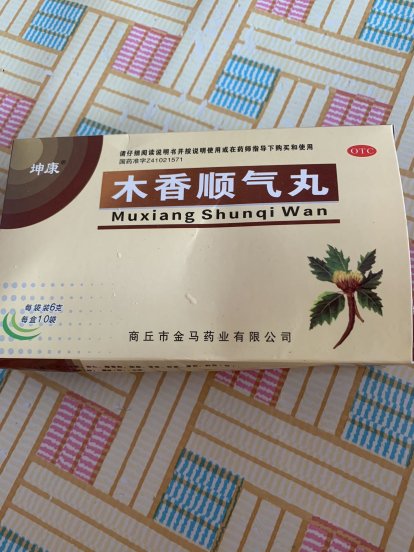 坤康®
请仔细阅读说明书并按说明使用或在药师指导下购买和使用
国药准字Z41021571
OTC
木香顺气丸
Muxiang Shunqi Wan
每袋装6克
每盒10袋
商丘市金马药业有限公司